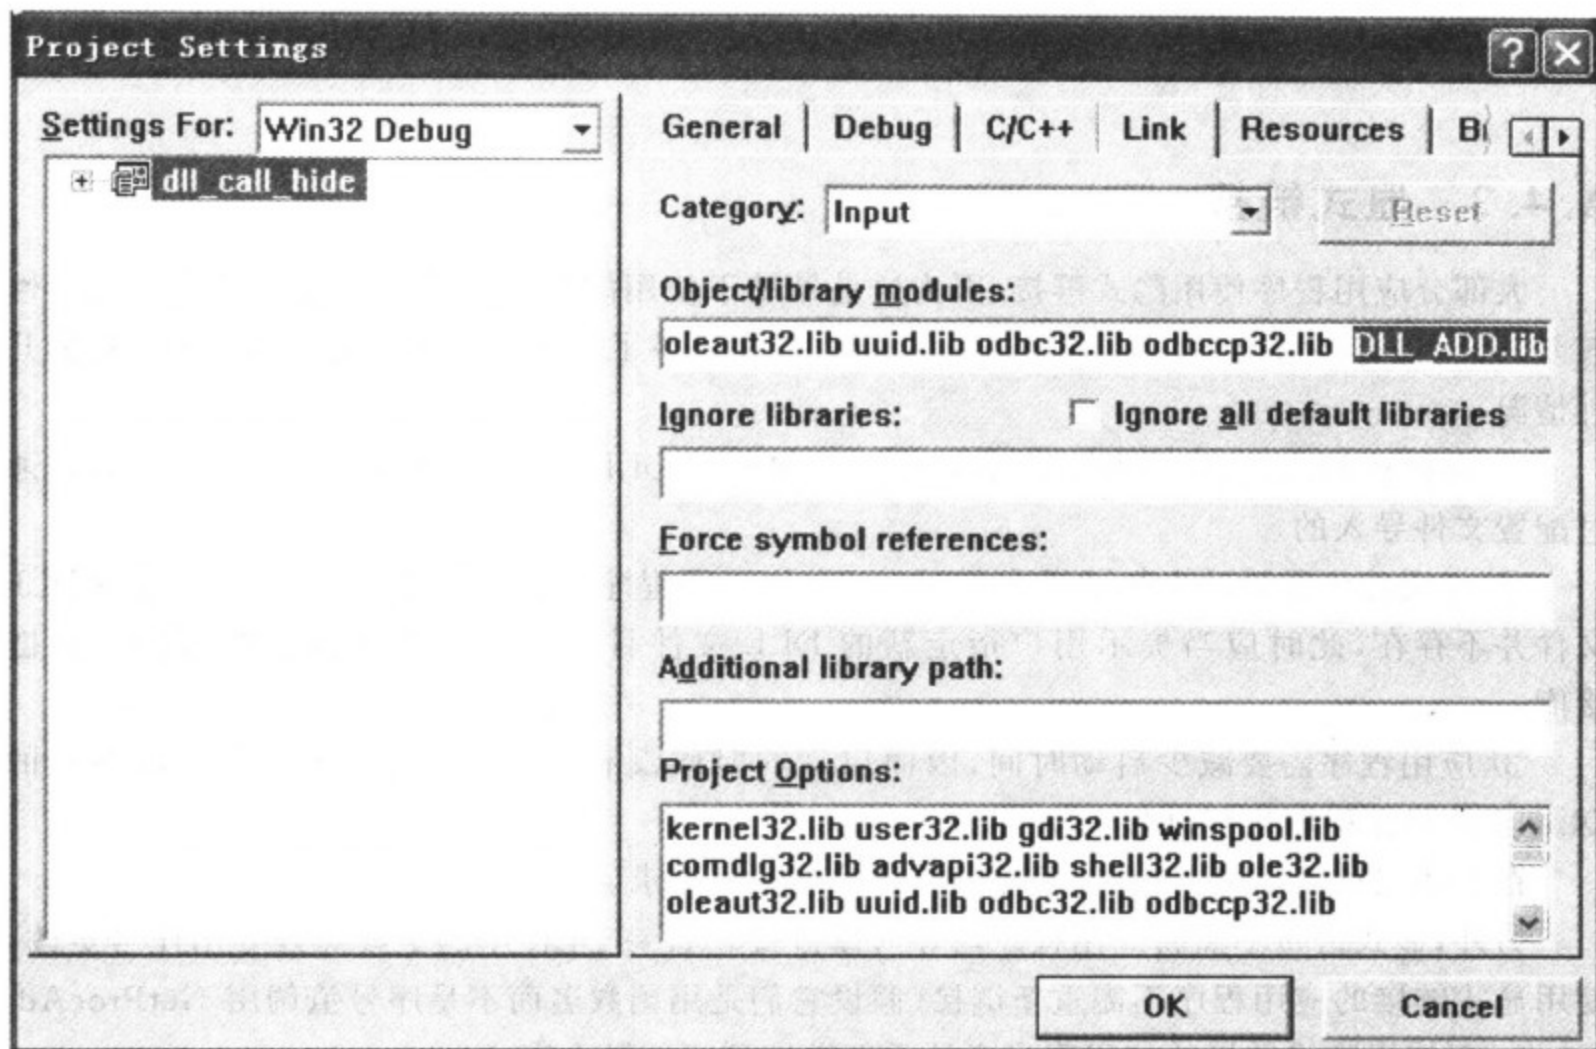 Project Settings
Settings For: Win32 Debug
dll_call_hide
General Debug C/C++ Link Resources
Category: Input Reset
Object/library modules:
oleaut32.lib uuid.lib odbc32.lib odbccp32.lib DLL_ADD.lib
Ignore libraries: Ignore all default libraries
Force symbol references:
Additional library path:
Project Options:
kernel32.lib user32.lib gdi32.lib winspool.lib
comdlg32.lib advapi32.lib shell32.lib ole32.lib
oleaut32.lib uuid.lib odbc32.lib odbccp32.lib
OK Cancel